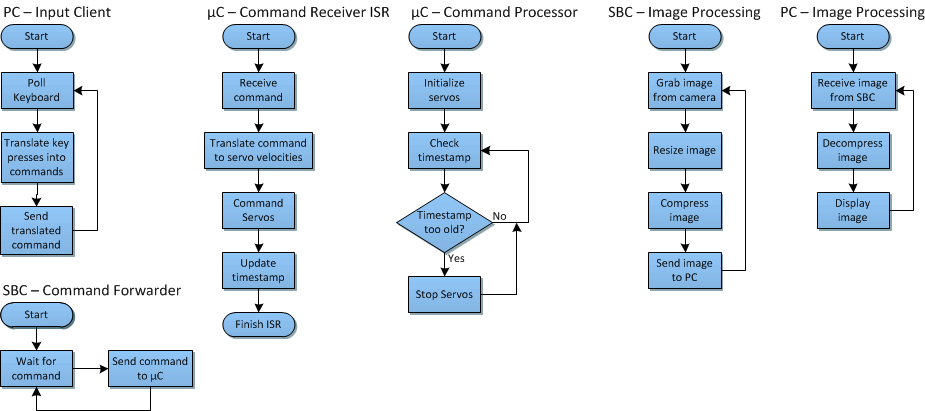 PC – Input Client
Start
Poll
Keyboard
Translate key
presses into
commands
Send
translated
command
SBC – Command Forwarder
Start
Wait for
command
Send command
to µC
µC – Command Receiver ISR
Start
Receive
command
Translate command
to servo velocities
Command
Servos
Update
timestamp
Finish ISR
µC – Command Processor
Start
Initialize
servos
Check
timestamp
Timestamp
too old?
No
Yes
Stop Servos
SBC – Image Processing
Start
Grab image
from camera
Resize image
Compress
image
Send image
to PC
PC – Image Processing
Start
Receive image
from SBC
Decompress
image
Display
image